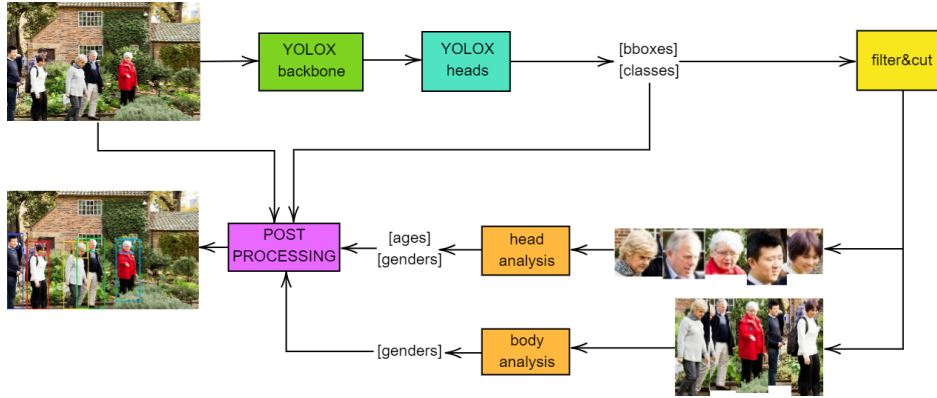 YOLOX
backbone
YOLOX
heads
[bboxes]
[classes]
filter&cut
POST
PROCESSING
[ages]
[genders]
head
analysis
[genders]
body
analysis